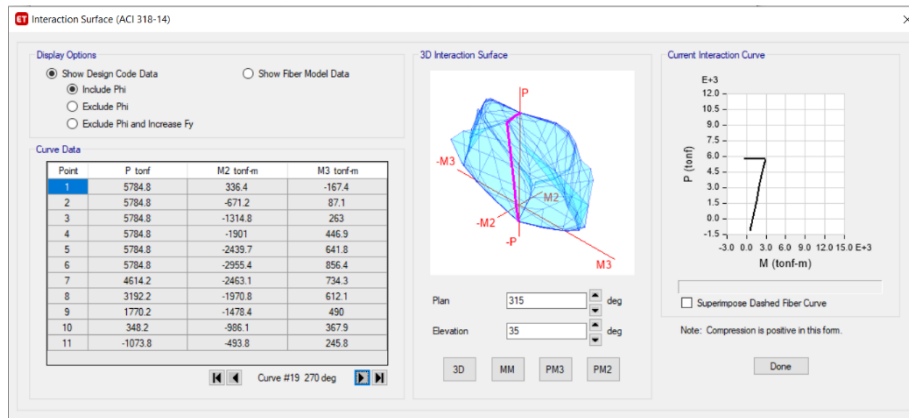 ET Interaction Surface (ACI 318-14)
Display Options
Show Design Code Data Show Fiber Model Data
Include Phi
Exclude Phi
Exclude Phi and Increase Fy
Curve Data
Point P tonf M2 tonf-m M3 tonf-m
1 5784.8 336.4 -167.4
2 5784.8 -671.2 87.1
3 5784.8 -1314.8 263
4 5784.8 -1901 446.9
5 5784.8 -2439.7 641.8
6 5784.8 -2955.4 856.4
7 4614.2 -2463.1 734.3
8 3192.2 -1970.8 612.1
9 1770.2 -1478.4 490
10 348.2 -986.1 367.9
11 -1073.8 -493.8 245.8
Curve #19 270 deg
3D Interaction Surface
P
-M3
M2
-M2
-P
M3
Plan 315 deg
Elevation 35 deg
3D MM PM3 PM2
Current Interaction Curve
E+3
12.0
10.5
9.0
7.5
6.0
4.5
3.0
1.5
0.0
-1.5
P (tonf)
-3.0 0.0 3.0 6.0 9.0 12.0 15.0 E+3
M (tonf-m)
Superimpose Dashed Fiber Curve
Note: Compression is positive in this form.
Done